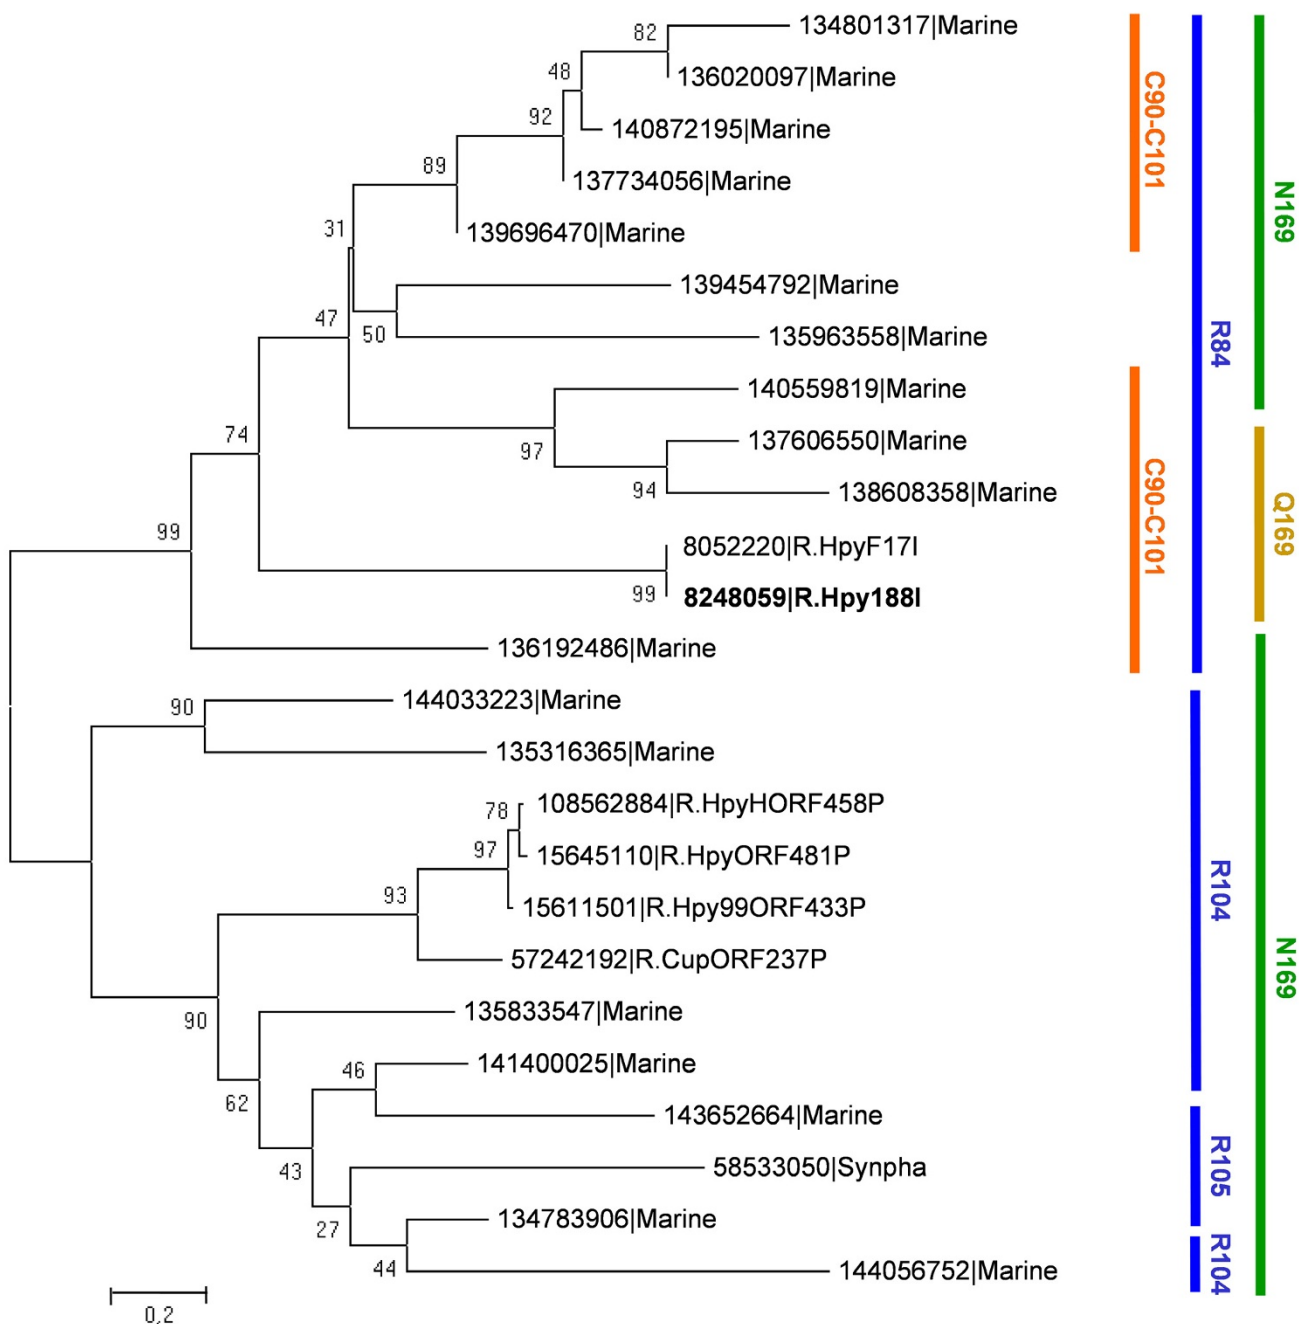 134801317|Marine
82
136020097|Marine
48
140872195|Marine
92
137734056|Marine
89
139696470|Marine
31
139454792|Marine
47
50
135963558|Marine
140559819|Marine
74
137606550|Marine
97
138608358|Marine
94
99
8052220|R.HpyF17I
8248059|R.Hpy188I
99
136192486|Marine
144033223|Marine
90
135316365|Marine
108562884|R.HpyHORF458P
78
15645110|R.HpyORF481P
97
15611501|R.Hpy99ORF433P
93
57242192|R.CupORF237P
135833547|Marine
90
141400025|Marine
46
143652664|Marine
62
58533050|Synpha
43
134783906|Marine
27
144056752|Marine
44
0,2
C90-C101
C90-C101
R84
R104
R105
R104
N169
Q169
N169